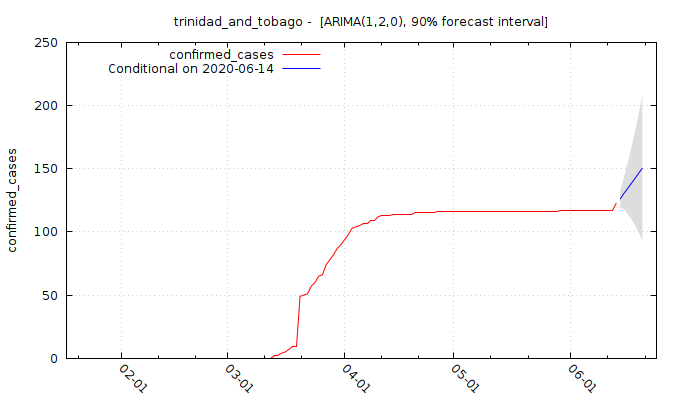 trinidad_and_tobago - [ARIMA(1,2,0), 90% forecast interval]
confirmed_cases
Conditional on 2020-06-14
250
200
150
100
50
0
confirmed_cases
02-01
03-01
04-01
05-01
06-01